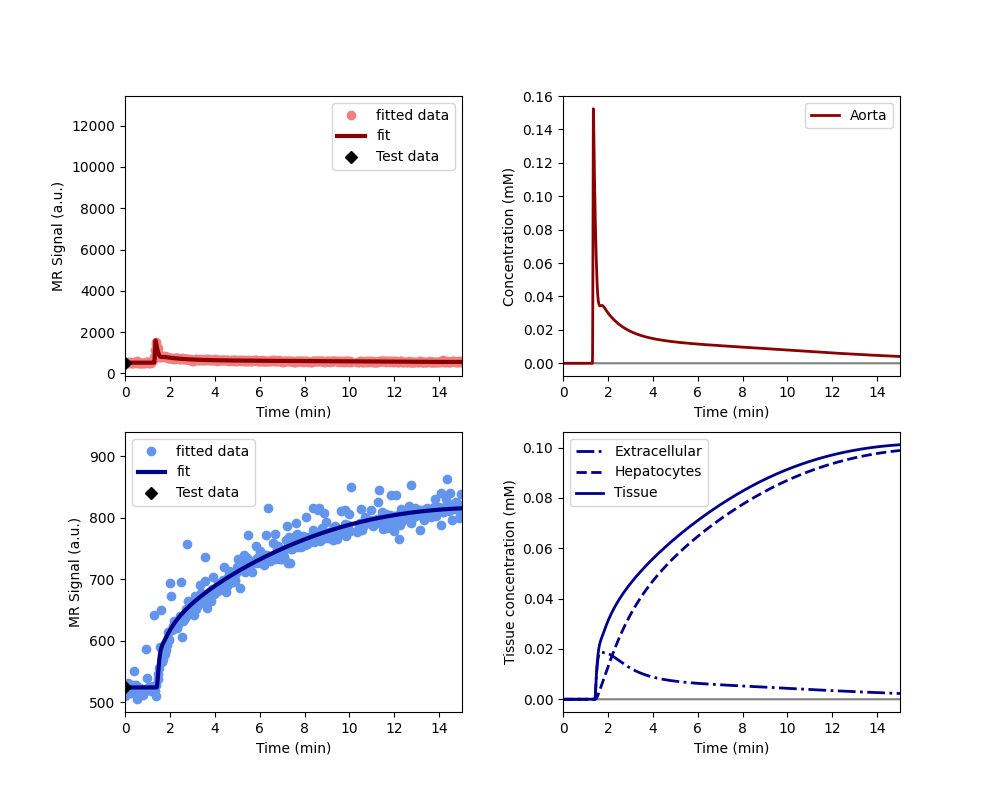 12000
10000
8000
6000
4000
2000
0
MR Signal (a.u.)
fitted data
fit
Test data
0 2 4 6 8 10 12 14
Time (min)
0.16
0.14
0.12
0.10
0.08
0.06
0.04
0.02
0.00
Concentration (mM)
Aorta
0 2 4 6 8 10 12 14
Time (min)
900
800
700
600
500
MR Signal (a.u.)
fitted data
fit
Test data
0 2 4 6 8 10 12 14
Time (min)
0.10
0.08
0.06
0.04
0.02
0.00
Tissue concentration (mM)
Extracellular
Hepatocytes
Tissue
0 2 4 6 8 10 12 14
Time (min)